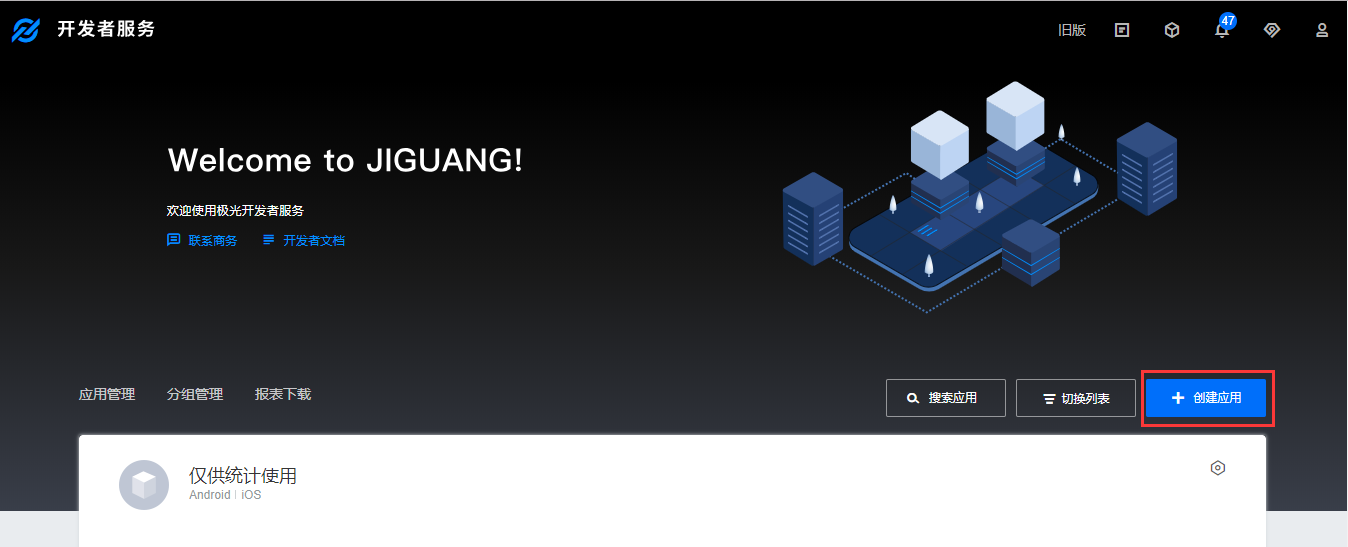 开发者服务
旧版
47
Welcome to JIGUANG!
欢迎使用极光开发者服务
联系商务 开发者文档
应用管理 分组管理 报表下载
搜索应用 切换列表 创建应用
仅供统计使用
Android | iOS